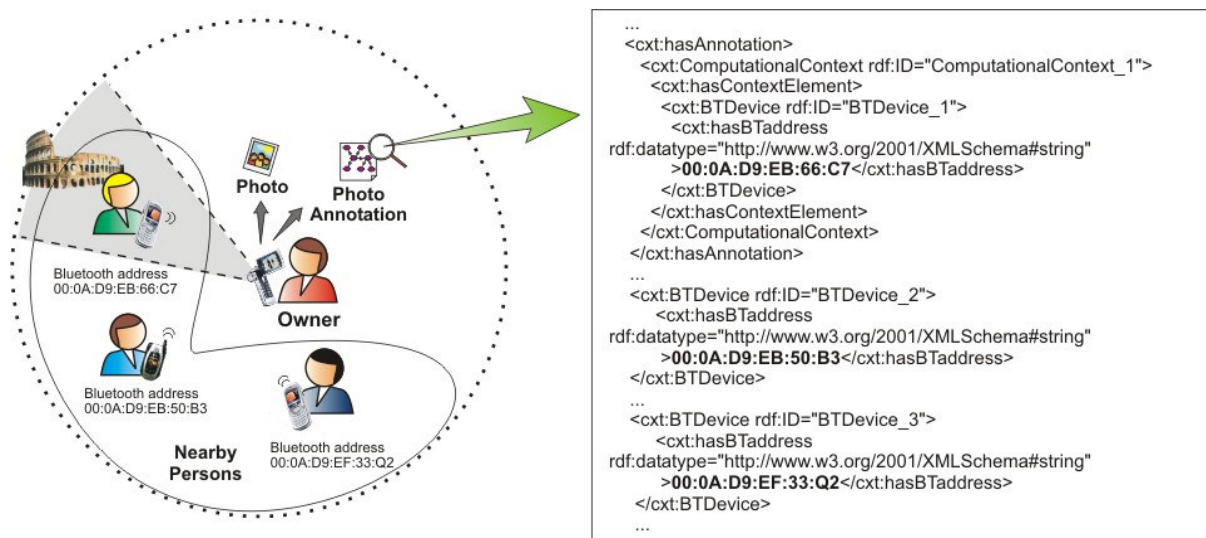 Photo
Photo
Annotation
Bluetooth address
00:0A:D9:EB:66:C7
Owner
Bluetooth address
00:0A:D9:EB:50:B3
Nearby
Persons
Bluetooth address
00:0A:D9:EF:33:Q2
...
<cxt:hasAnnotation>
<cxt:ComputationalContext rdf:ID="ComputationalContext_1">
<cxt:hasContextElement>
<cxt:BTDevice rdf:ID="BTDevice_1">
<cxt:hasBTaddress
rdf:datatype="http://www.w3.org/2001/XMLSchema#string"
>00:0A:D9:EB:66:C7</cxt:hasBTaddress>
</cxt:BTDevice>
</cxt:hasContextElement>
</cxt:ComputationalContext>
</cxt:hasAnnotation>
...
<cxt:BTDevice rdf:ID="BTDevice_2">
<cxt:hasBTaddress
rdf:datatype="http://www.w3.org/2001/XMLSchema#string"
>00:0A:D9:EB:50:B3</cxt:hasBTaddress>
</cxt:BTDevice>
...
<cxt:BTDevice rdf:ID="BTDevice_3">
<cxt:hasBTaddress
rdf:datatype="http://www.w3.org/2001/XMLSchema#string"
>00:0A:D9:EF:33:Q2</cxt:hasBTaddress>
</cxt:BTDevice>
...